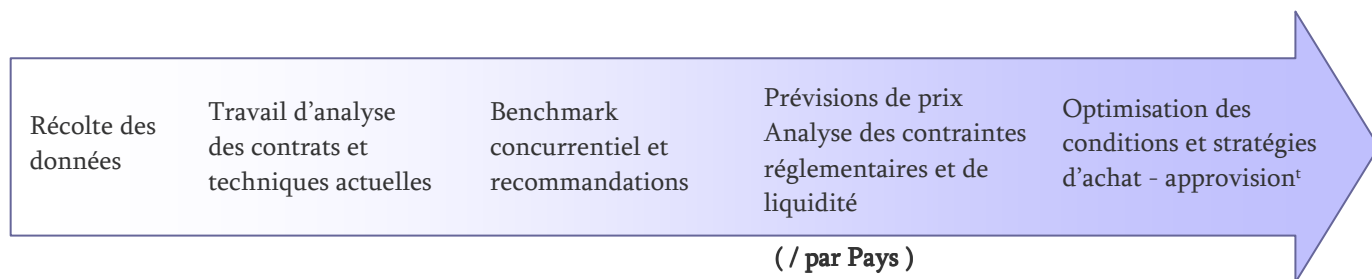 Récolte des
données
Travail d’analyse
des contrats et
techniques actuelles
Benchmark
concurrentiel et
recommandations
Prévisions de prix
Analyse des contraintes
réglementaires et de
liquidité
( / par Pays )
Optimisation des
conditions et stratégies
d’achat - approvisionᵗ